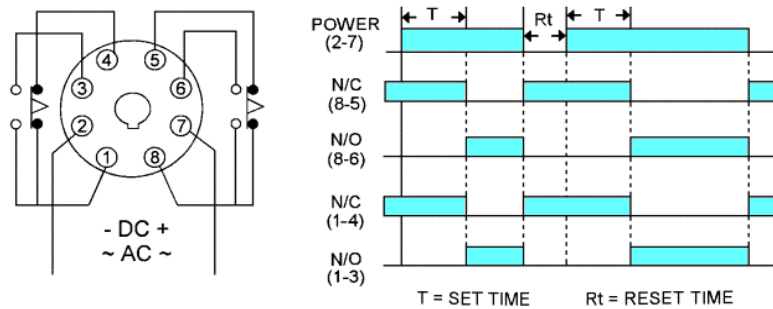 4
5
3
6
2
7
1
8
- DC +
~ AC ~
T
Rt
T
POWER
(2-7)
N/C
(8-5)
N/O
(8-6)
N/C
(1-4)
N/O
(1-3)
T = SET TIME
Rt = RESET TIME